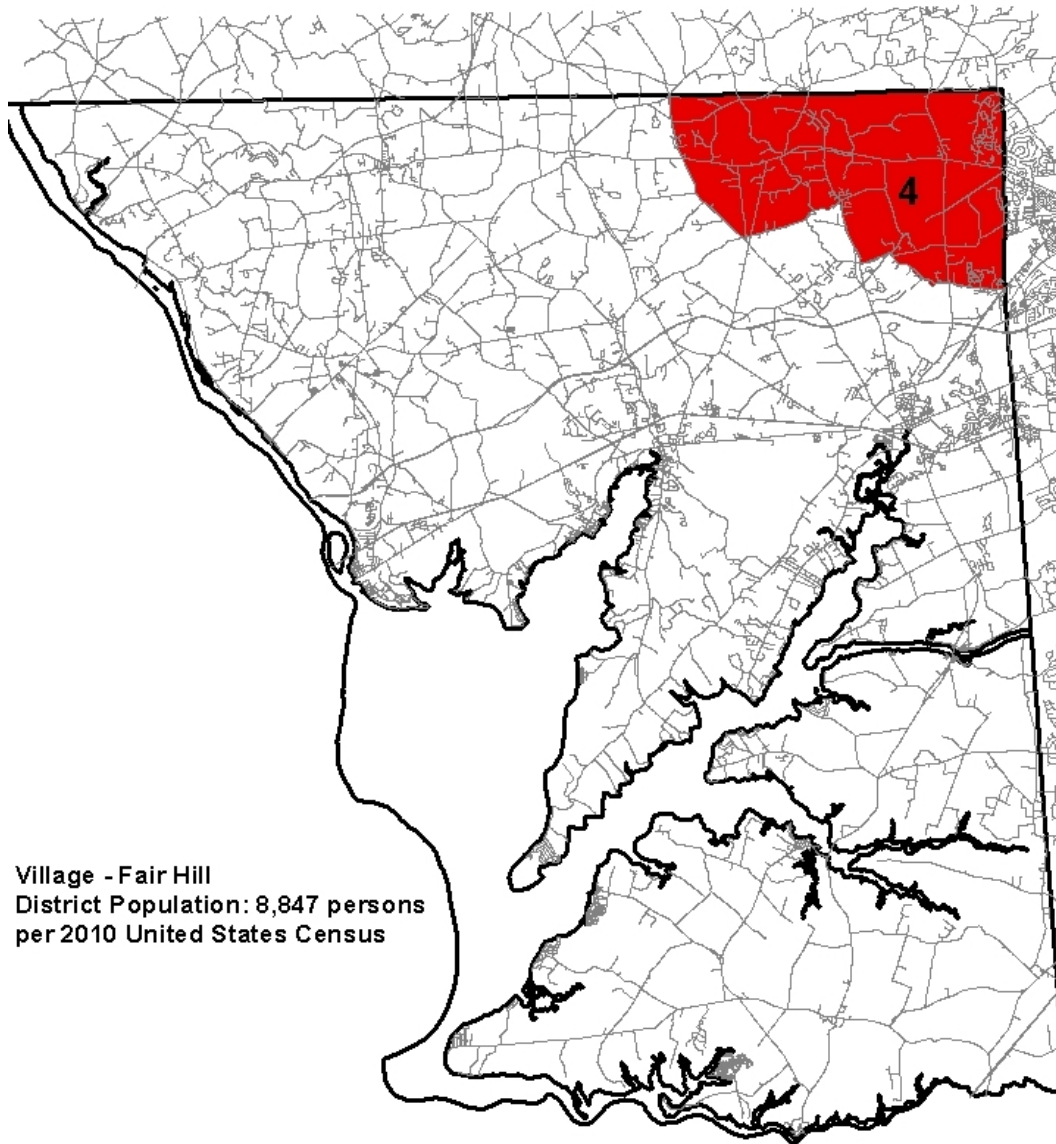 4
Village - Fair Hill
District Population: 8,847 persons
per 2010 United States Census